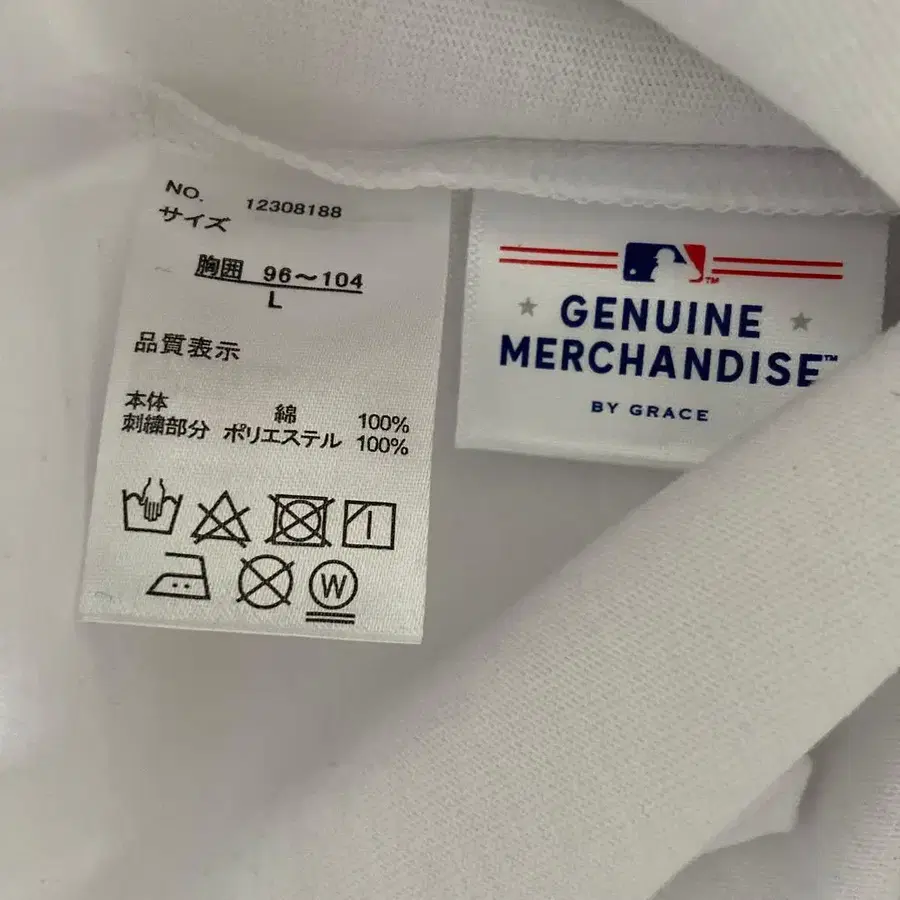 NO. 12308188
サイズ
胸囲 96～104
L
品質表示
本体 綿 100%
刺繍部分 ポリエステル 100%
W
TM
GENUINE
MERCHANDISE™
BY GRACE